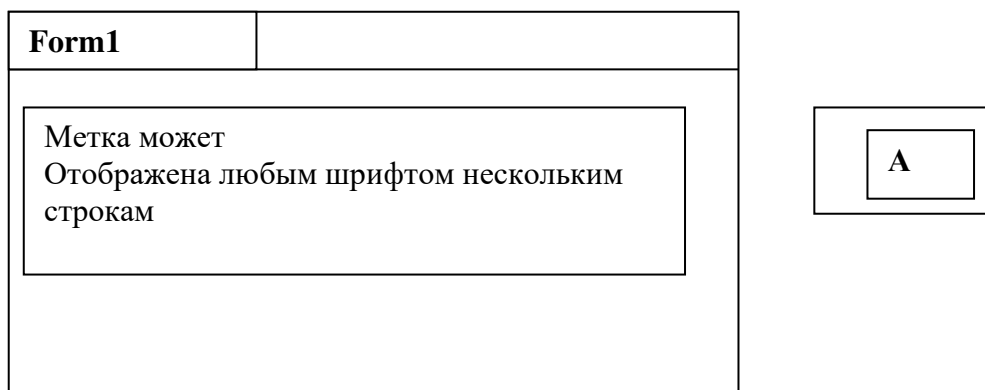 Form1
Метка может
Отображена любым шрифтом нескольким
строкам
A